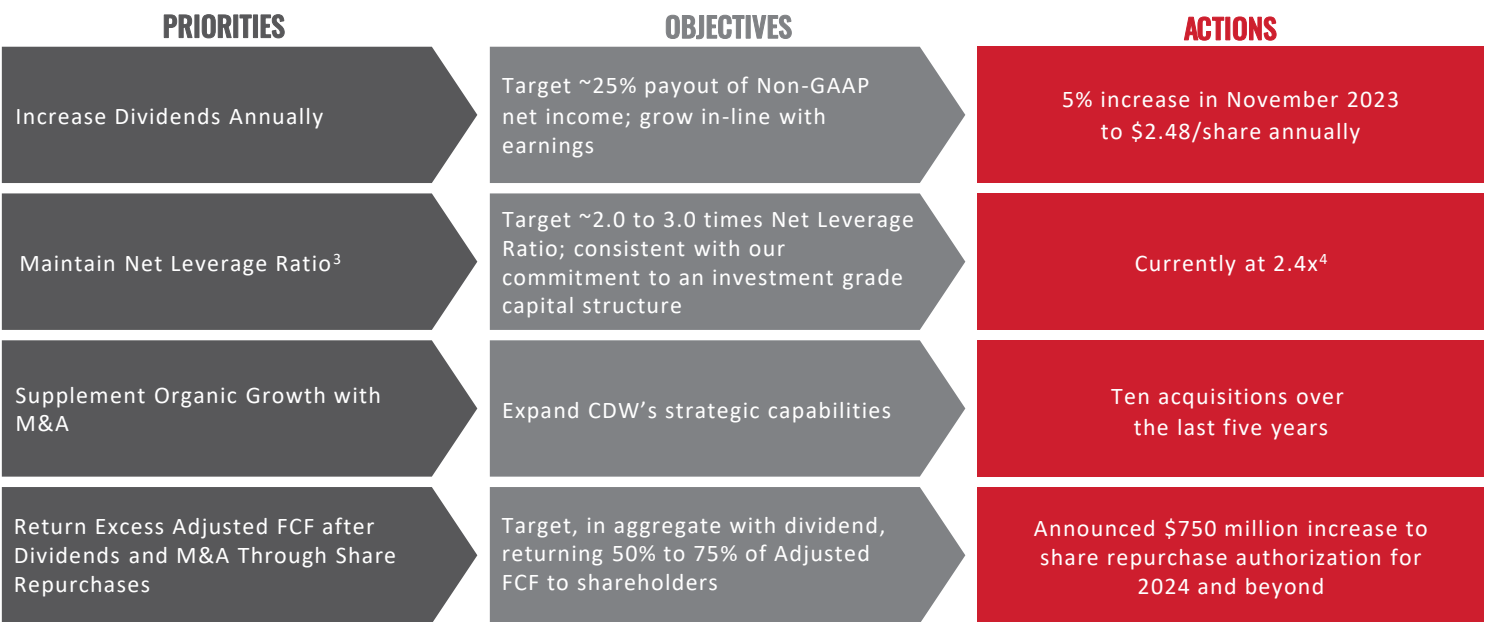 PRIORITIES
OBJECTIVES
ACTIONS
Increase Dividends Annually
Target ~25% payout of Non-GAAP
net income; grow in-line with
earnings
5% increase in November 2023
to $2.48/share annually
Maintain Net Leverage Ratio³
Target ~2.0 to 3.0 times Net Leverage
Ratio; consistent with our
commitment to an investment grade
capital structure
Currently at 2.4x⁴
Supplement Organic Growth with
M&A
Expand CDW’s strategic capabilities
Ten acquisitions over
the last five years
Return Excess Adjusted FCF after
Dividends and M&A Through Share
Repurchases
Target, in aggregate with dividend,
returning 50% to 75% of Adjusted
FCF to shareholders
Announced $750 million increase to
share repurchase authorization for
2024 and beyond